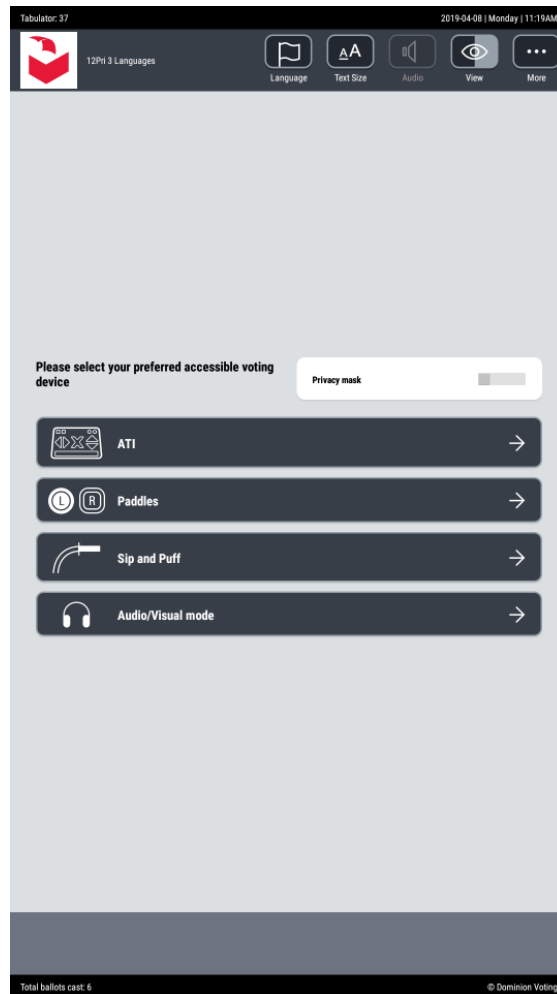 Tabulator: 37 2019-04-08 | Monday | 11:19AM
12Pri 3 Languages
Language AA Text Size Audio View More
Please select your preferred accessible voting
device
Privacy mask
ATI
L R Paddles
Sip and Puff
Audio/Visual mode
Total ballots cast: 6 © Dominion Voting